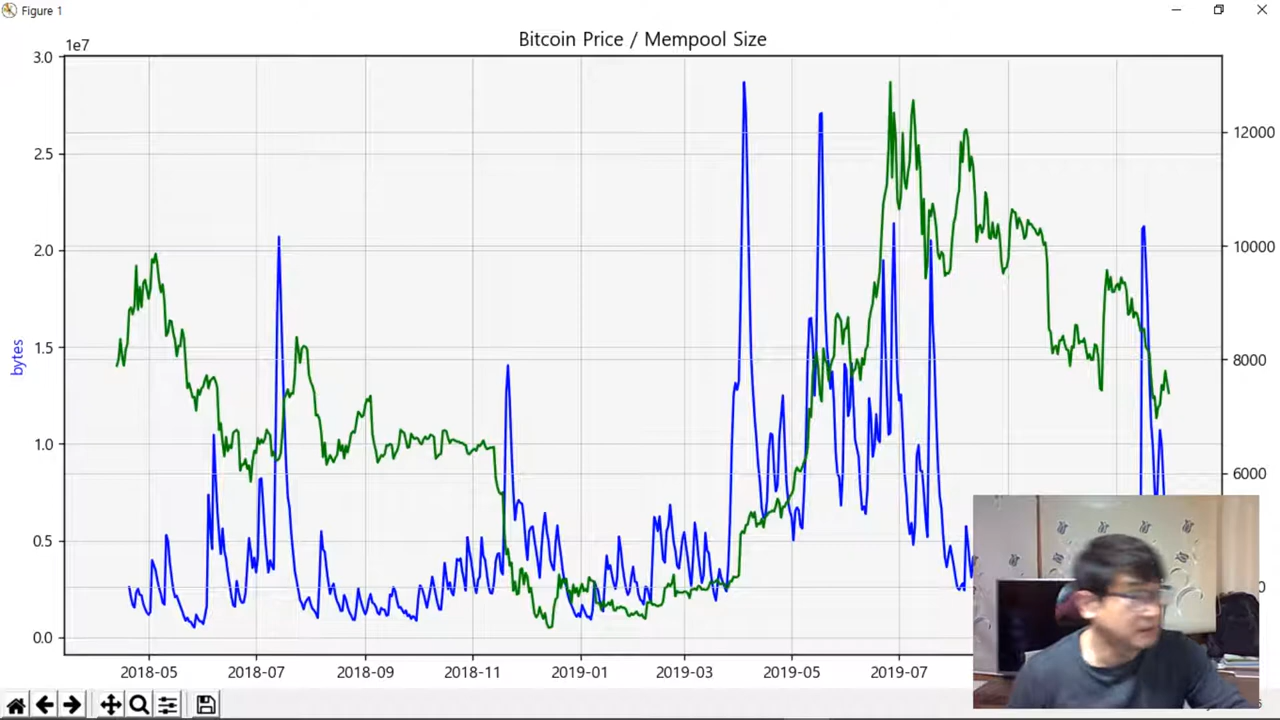 Figure 1
Bitcoin Price / Mempool Size
1e7
3.0
2.5
2.0
1.5
1.0
0.5
0.0
bytes
12000
10000
8000
6000
2018-05 2018-07 2018-09 2018-11 2019-01 2019-03 2019-05 2019-07